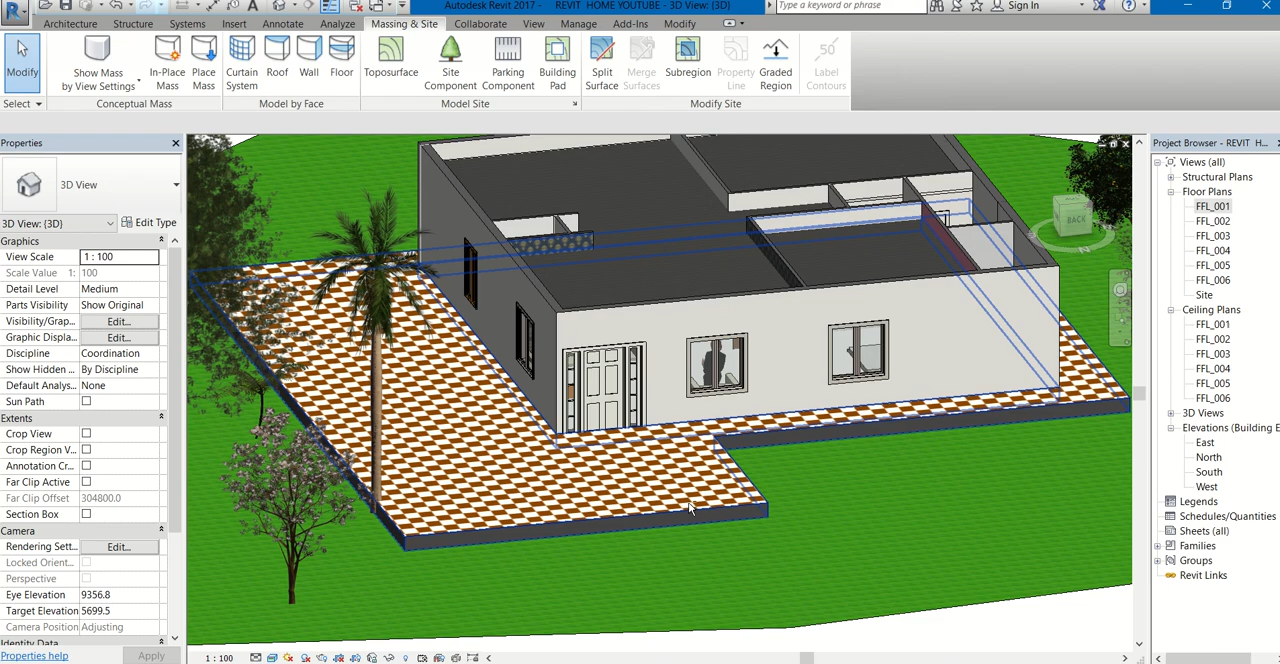 Autodesk Revit 2017 - REVIT HOME YOUTUBE - 3D View: {3D}
Type a keyword or phrase
Sign In
Architecture Structure Systems Insert Annotate Analyze Massing & Site Collaborate View Manage Add-Ins Modify
Modify
Show Mass
by View Settings
In-Place
Mass
Place
Mass
Curtain
System
Roof
Wall
Floor
Toposurface
Site
Component
Parking
Component
Building
Pad
Split
Surface
Merge
Surfaces
Subregion
Property
Line
Graded
Region
50
Label
Contours
Select
Conceptual Mass
Model by Face
Model Site
Modify Site
Properties
3D View
3D View: {3D}
Edit Type
Graphics
View Scale 1 : 100
Scale Value 1: 100
Detail Level Medium
Parts Visibility Show Original
Visibility/Grap... Edit...
Graphic Displa... Edit...
Discipline Coordination
Show Hidden ... By Discipline
Default Analys... None
Sun Path
Extents
Crop View
Crop Region V...
Annotation Cr...
Far Clip Active
Far Clip Offset 304800.0
Section Box
Camera
Rendering Sett... Edit...
Locked Orient...
Perspective
Eye Elevation 9356.8
Target Elevation 5699.5
Camera Position Adjusting
Identity Data
Properties help
Apply
BACK
1 : 100
Project Browser - REVIT H...
Views (all)
Structural Plans
Floor Plans
FFL_001
FFL_002
FFL_003
FFL_004
FFL_005
FFL_006
Site
Ceiling Plans
FFL_001
FFL_002
FFL_003
FFL_004
FFL_005
FFL_006
3D Views
Elevations (Building E
East
North
South
West
Legends
Schedules/Quantities
Sheets (all)
Families
Groups
Revit Links